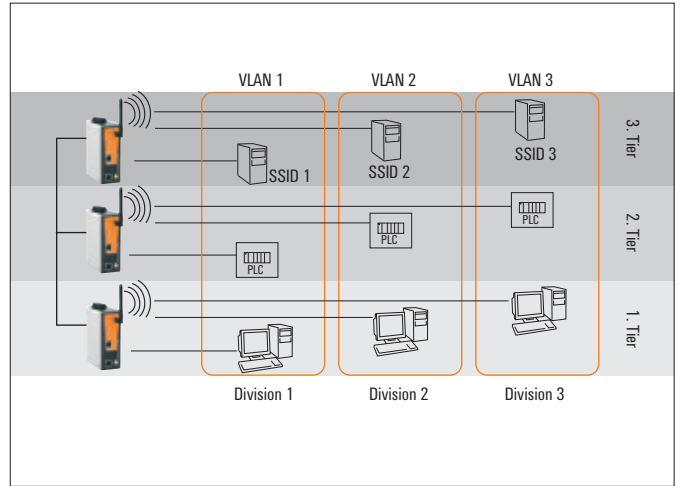 VLAN 1 VLAN 2 VLAN 3
SSID 1 SSID 2 SSID 3
3. Tier
PLC PLC PLC
2. Tier
1. Tier
Division 1 Division 2 Division 3